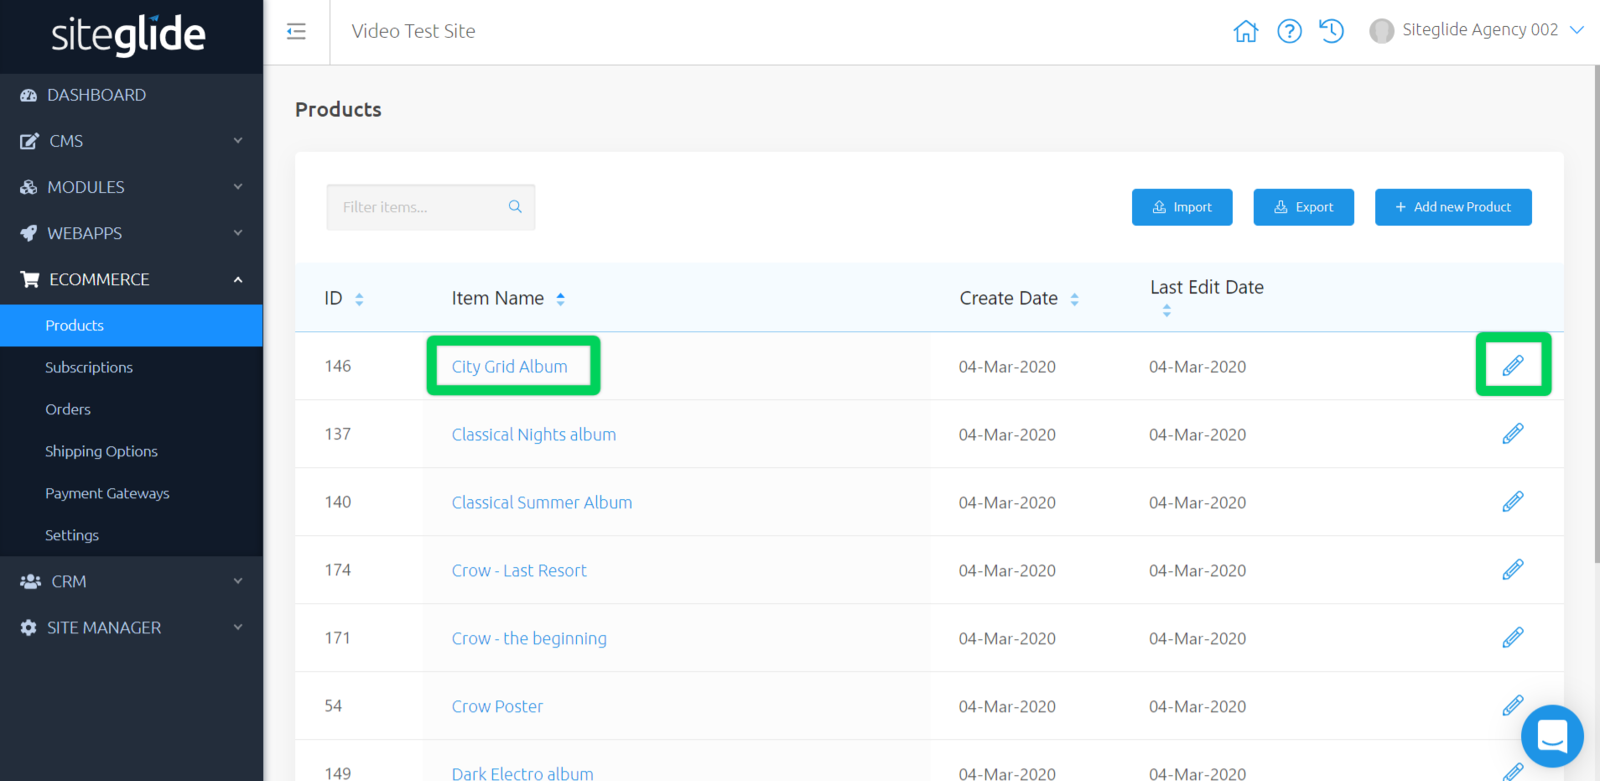 siteglide
Video Test Site
Siteglide Agency 002
DASHBOARD
CMS
MODULES
WEBAPPS
ECOMMERCE
Products
Subscriptions
Orders
Shipping Options
Payment Gateways
Settings
CRM
SITE MANAGER
Products
Filter items...
Import
Export
+ Add new Product
ID Item Name Create Date Last Edit Date
146 City Grid Album 04-Mar-2020 04-Mar-2020
137 Classical Nights album 04-Mar-2020 04-Mar-2020
140 Classical Summer Album 04-Mar-2020 04-Mar-2020
174 Crow - Last Resort 04-Mar-2020 04-Mar-2020
171 Crow - the beginning 04-Mar-2020 04-Mar-2020
54 Crow Poster 04-Mar-2020 04-Mar-2020
149 Dark Electro album 04-Mar-2020 04-Mar-2020